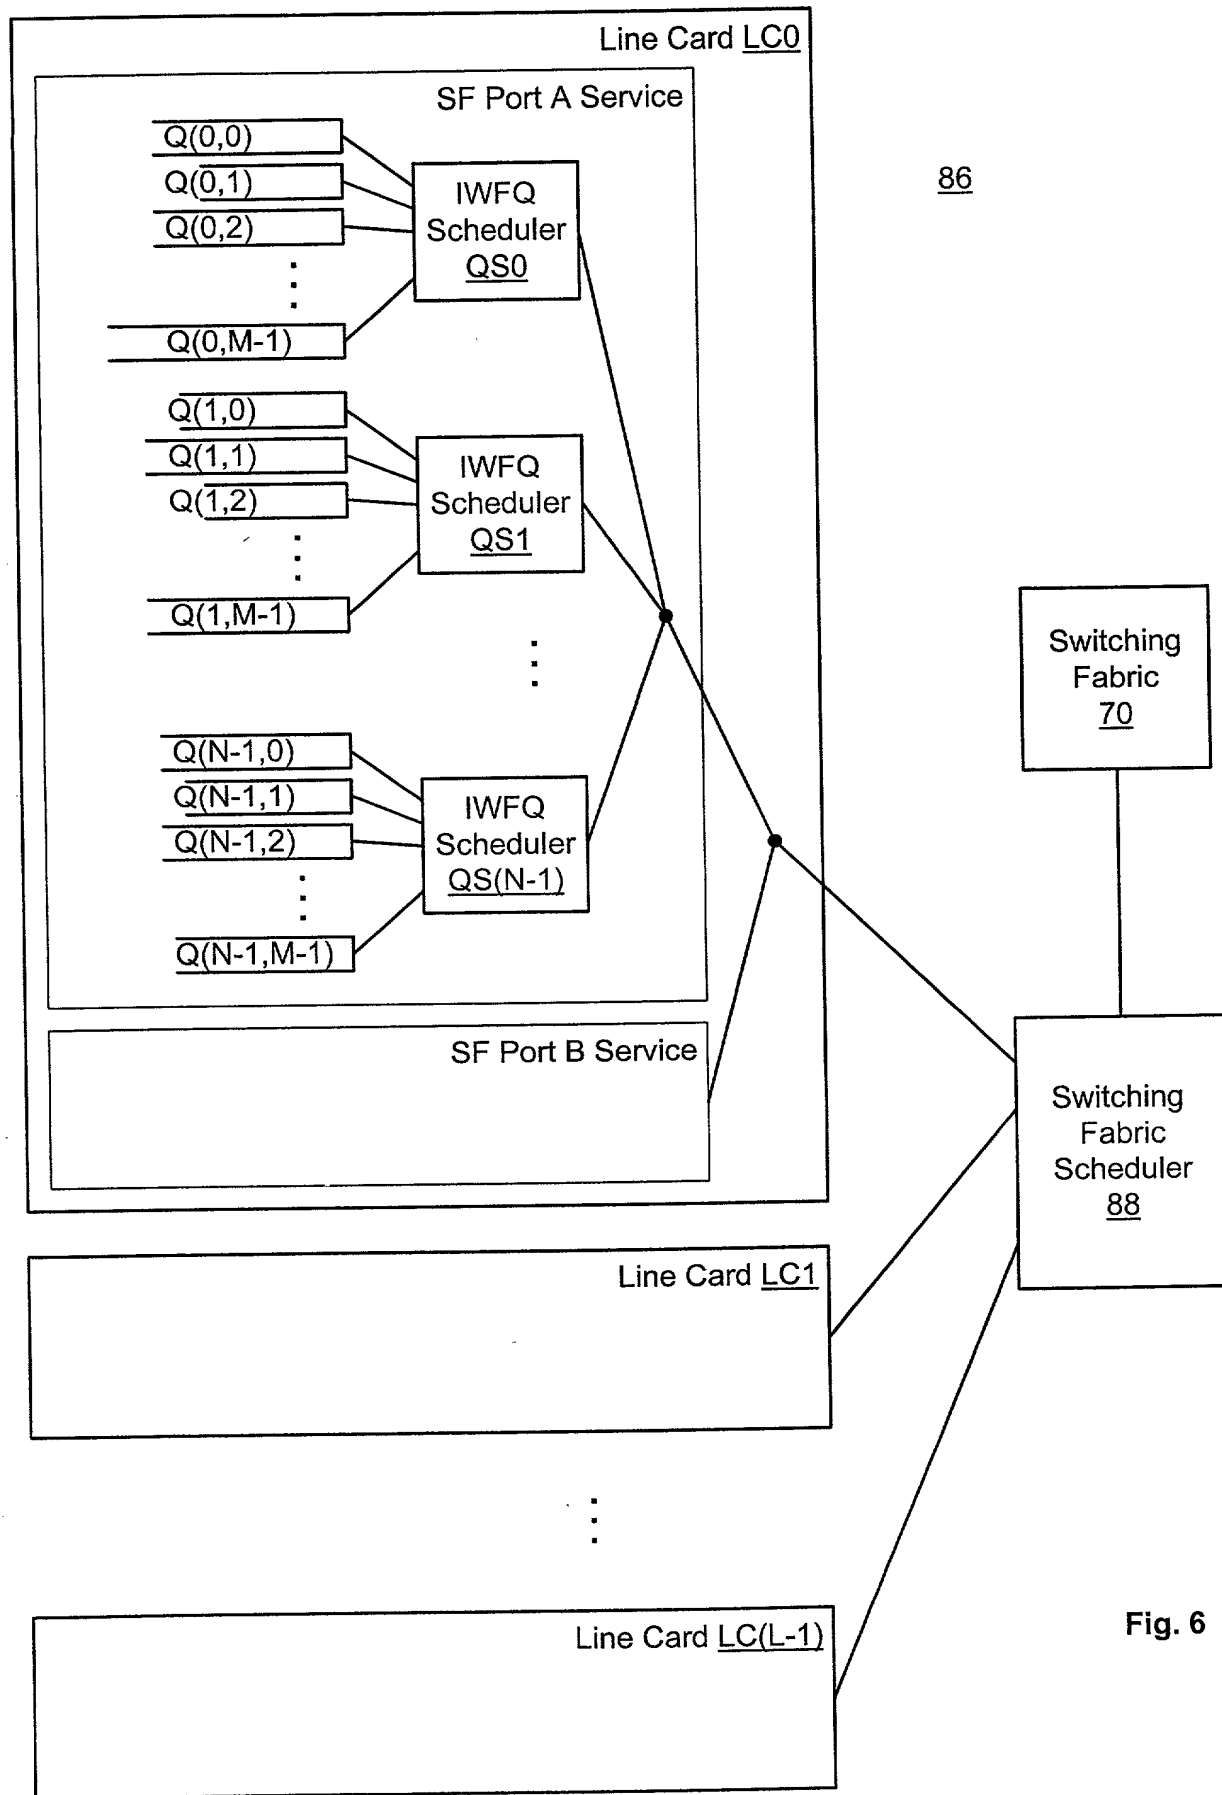 Line Card LC0
SF Port A Service
Q(0,0)
Q(0,1)
Q(0,2)
Q(0,M-1)
IWFQ
Scheduler
QS0
86
Q(1,0)
Q(1,1)
Q(1,2)
Q(1,M-1)
IWFQ
Scheduler
QS1
Switching
Fabric
70
Q(N-1,0)
Q(N-1,1)
Q(N-1,2)
Q(N-1,M-1)
IWFQ
Scheduler
QS(N-1)
SF Port B Service
Switching
Fabric
Scheduler
88
Line Card LC1
Line Card LC(L-1)
Fig. 6